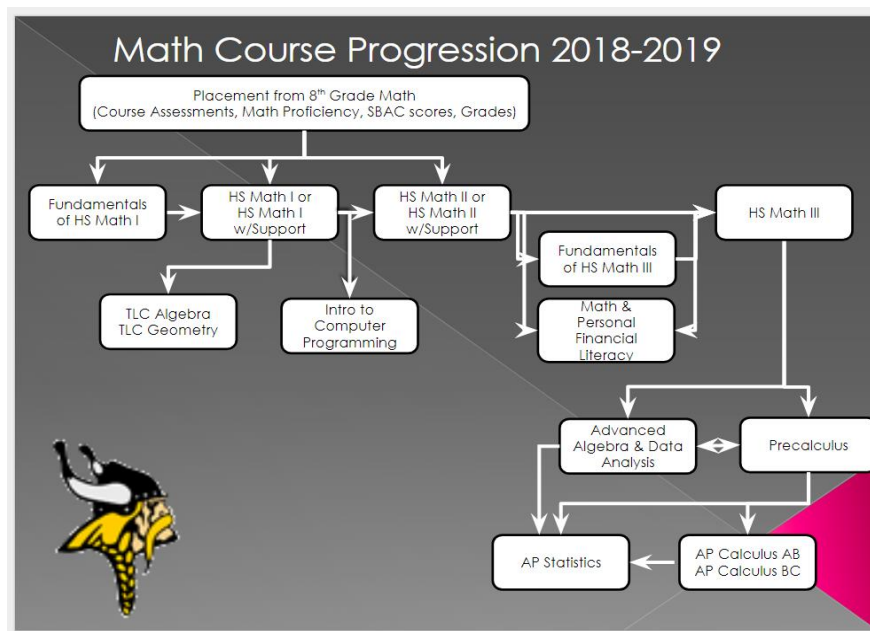 Math Course Progression 2018-2019
Placement from 8th Grade Math
(Course Assessments, Math Proficiency, SBAC scores, Grades)
Fundamentals
of HS Math I
HS Math I or
HS Math I
w/Support
HS Math II or
HS Math II
w/Support
HS Math III
Fundamentals
of HS Math III
TLC Algebra
TLC Geometry
Intro to
Computer
Programming
Math &
Personal
Financial
Literacy
Advanced
Algebra & Data
Analysis
Precalculus
AP Statistics
AP Calculus AB
AP Calculus BC